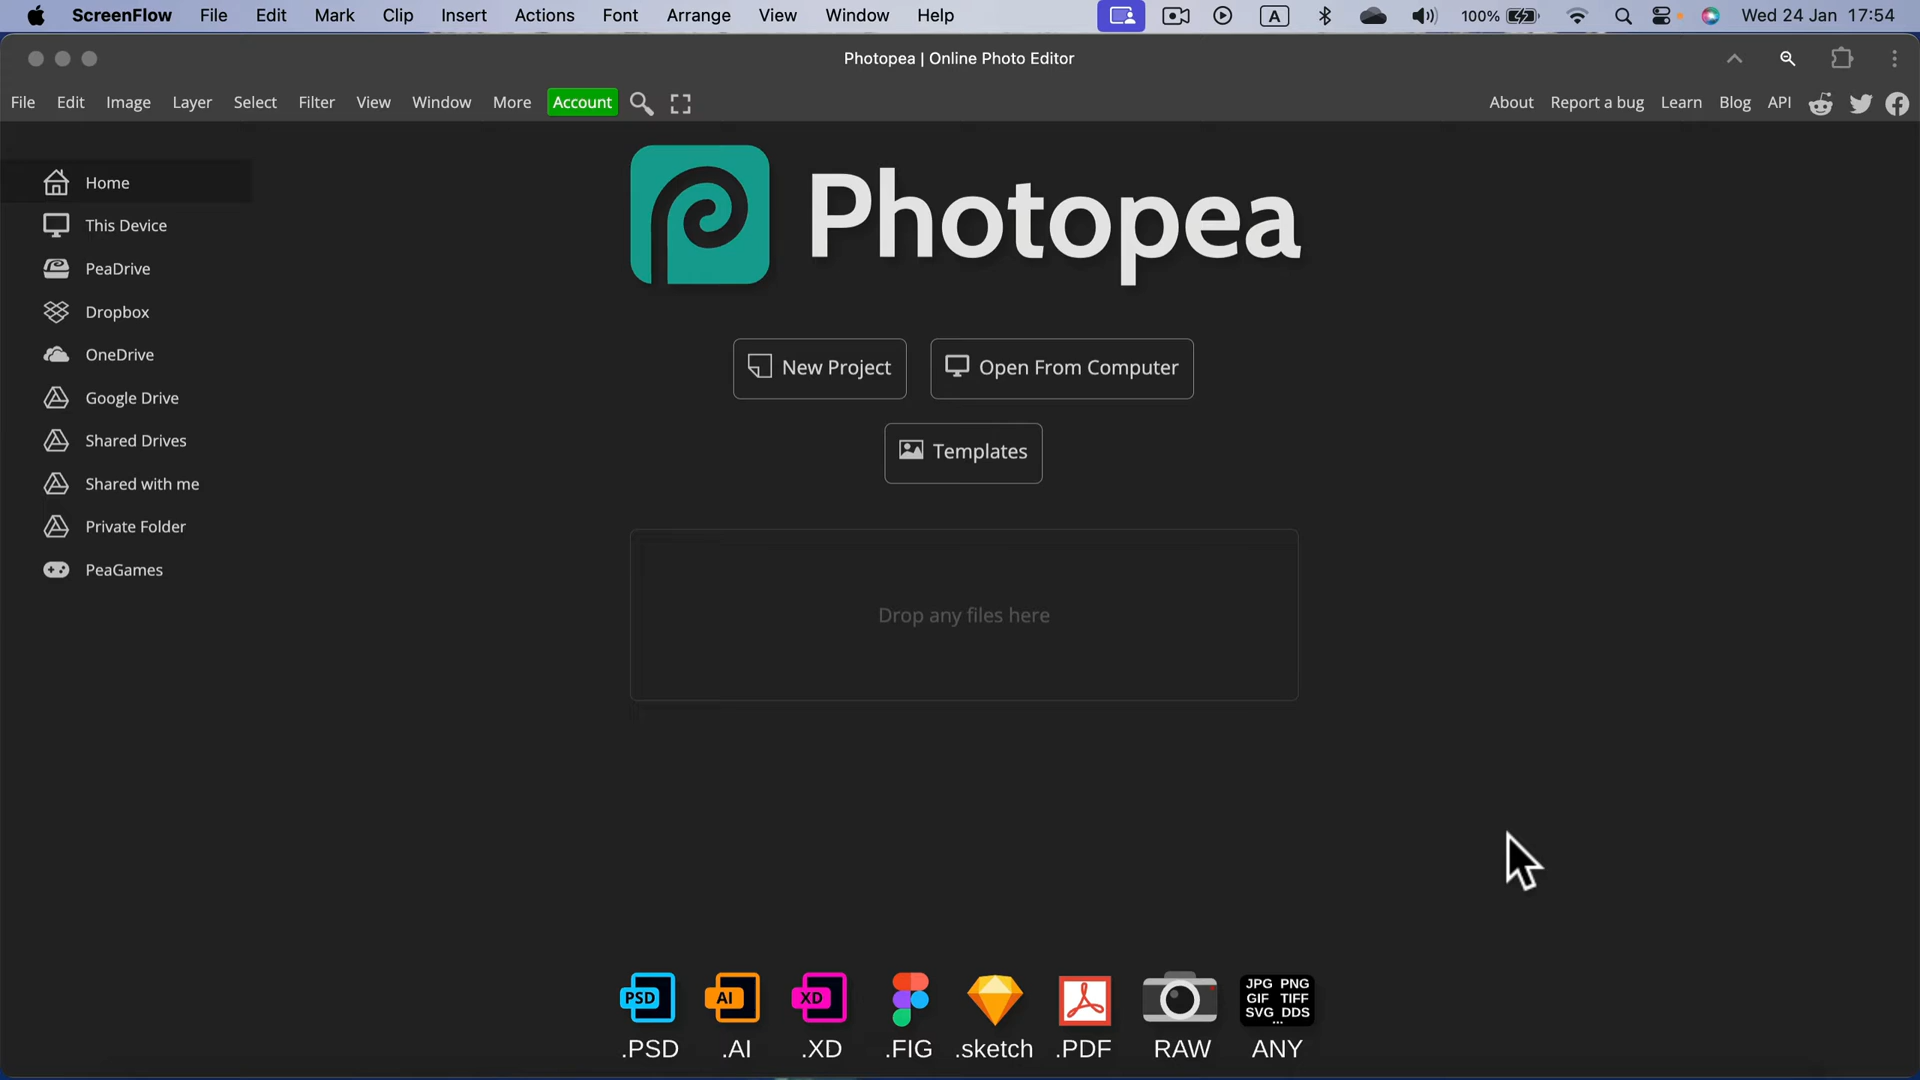 ScreenFlow File Edit Mark Clip Insert Actions Font Arrange View Window Help A 100% Wed 24 Jan 17:54
Photopea | Online Photo Editor
File Edit Image Layer Select Filter View Window More Account About Report a bug Learn Blog API
Home
This Device
PeaDrive
Dropbox
OneDrive
Google Drive
Shared Drives
Shared with me
Private Folder
PeaGames
Photopea
New Project Open From Computer
Templates
Drop any files here
PSD AI XD JPG PNG
GIF TIFF
SVG DDS
...
.PSD .AI .XD .FIG .sketch .PDF RAW ANY